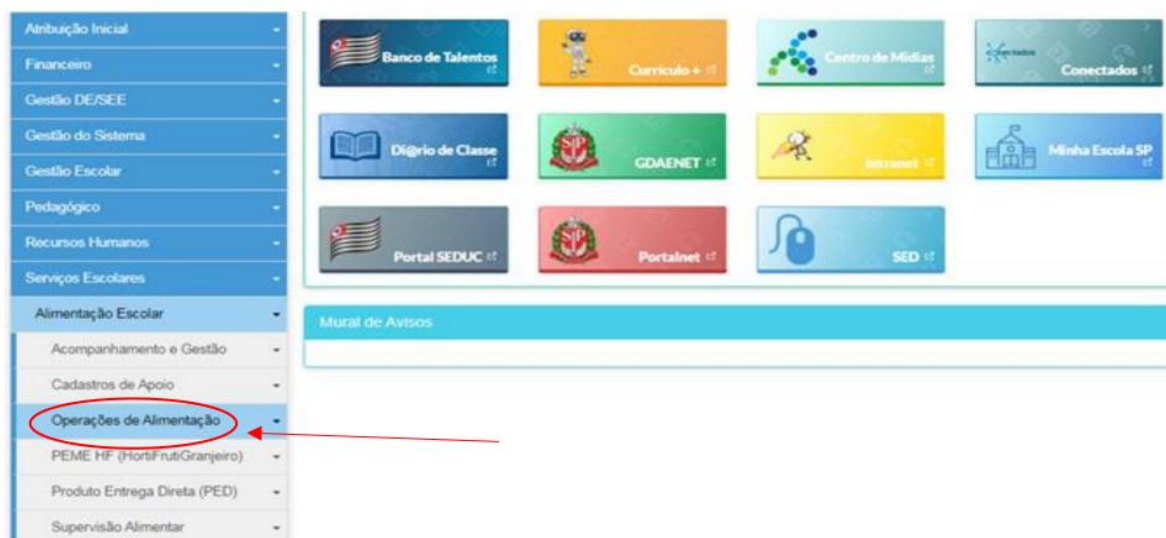 Atribuição Inicial
Financeiro
Gestão DE/SEE
Gestão do Sistema
Gestão Escolar
Pedagógico
Recursos Humanos
Serviços Escolares
Alimentação Escolar
Acompanhamento e Gestão
Cadastros de Apoio
Operações de Alimentação
PEME HF (HortiFrutiGranjeiro)
Produto Entrega Direta (PED)
Supervisão Alimentar
Banco de Talentos
Currículo +
Centro de Mídias
Conectados
Di@rio de Classe
SP
GDAENET
Intranet
Minha Escola SP
Portal SEDUC
SP
Portalnet
SED
Mural de Avisos